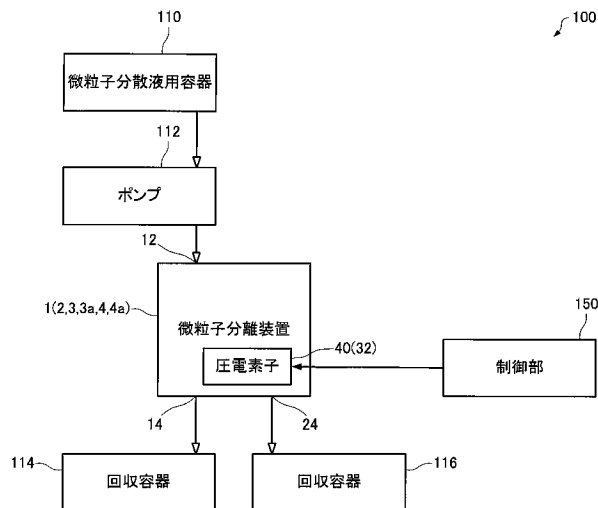 110
100
微粒子分散液用容器
112
ポンプ
12
1(2,3,3a,4,4a)
微粒子分離装置
150
40(32)
圧電素子
制御部
14
24
114
回収容器
回収容器
116